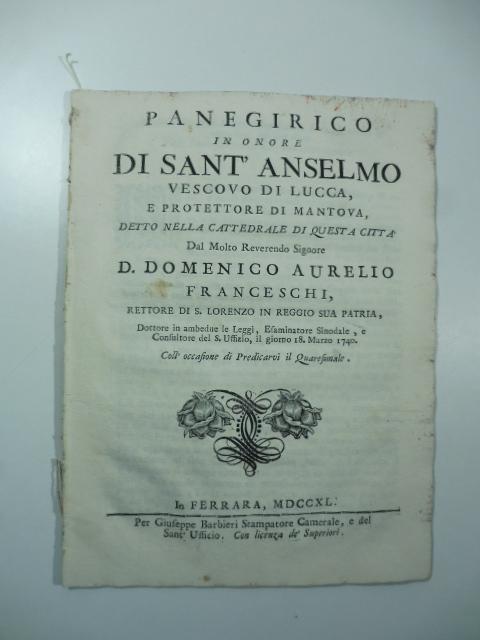 PANEGIRICO
IN ONORE
DI SANT' ANSELMO
VESCOVO DI LUCCA,
E PROTETTORE DI MANTOVA,
DETTO NELLA CATTEDRALE DI QUESTA CITTA'
Dal Molto Reverendo Signore
D. DOMENICO AURELIO
FRANCESCHI,
RETTORE DI S. LORENZO IN REGGIO SUA PATRIA,
Dottore in ambedue le Leggi, Esaminatore Sinodale, e
Consultore del S. Uffizio, il giorno 18. Marzo 1740.
Coll' occasione di Predicarvi il Quaresimale.
In FERRARA, MDCCXL.
Per Giuseppe Barbieri Stampatore Camerale, e del
Sant' Ufficio. Con licenza de' Superiori.